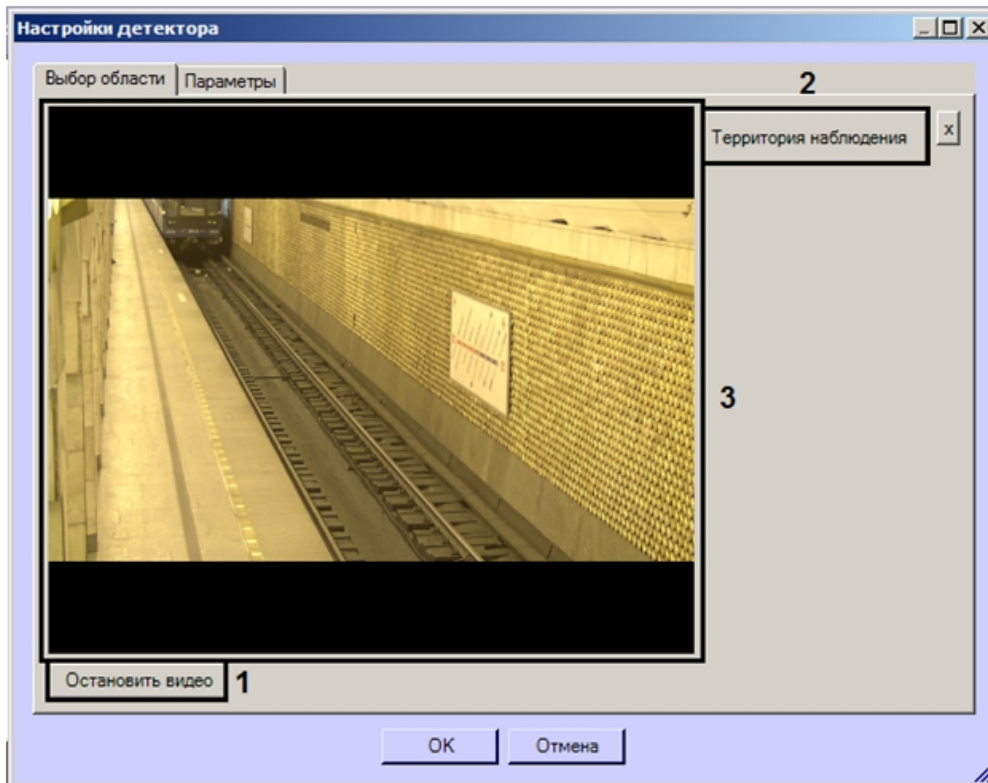 Настройки детектора
Выбор области
Параметры
2
Территория наблюдения
x
3
Остановить видео
1
OK
Отмена